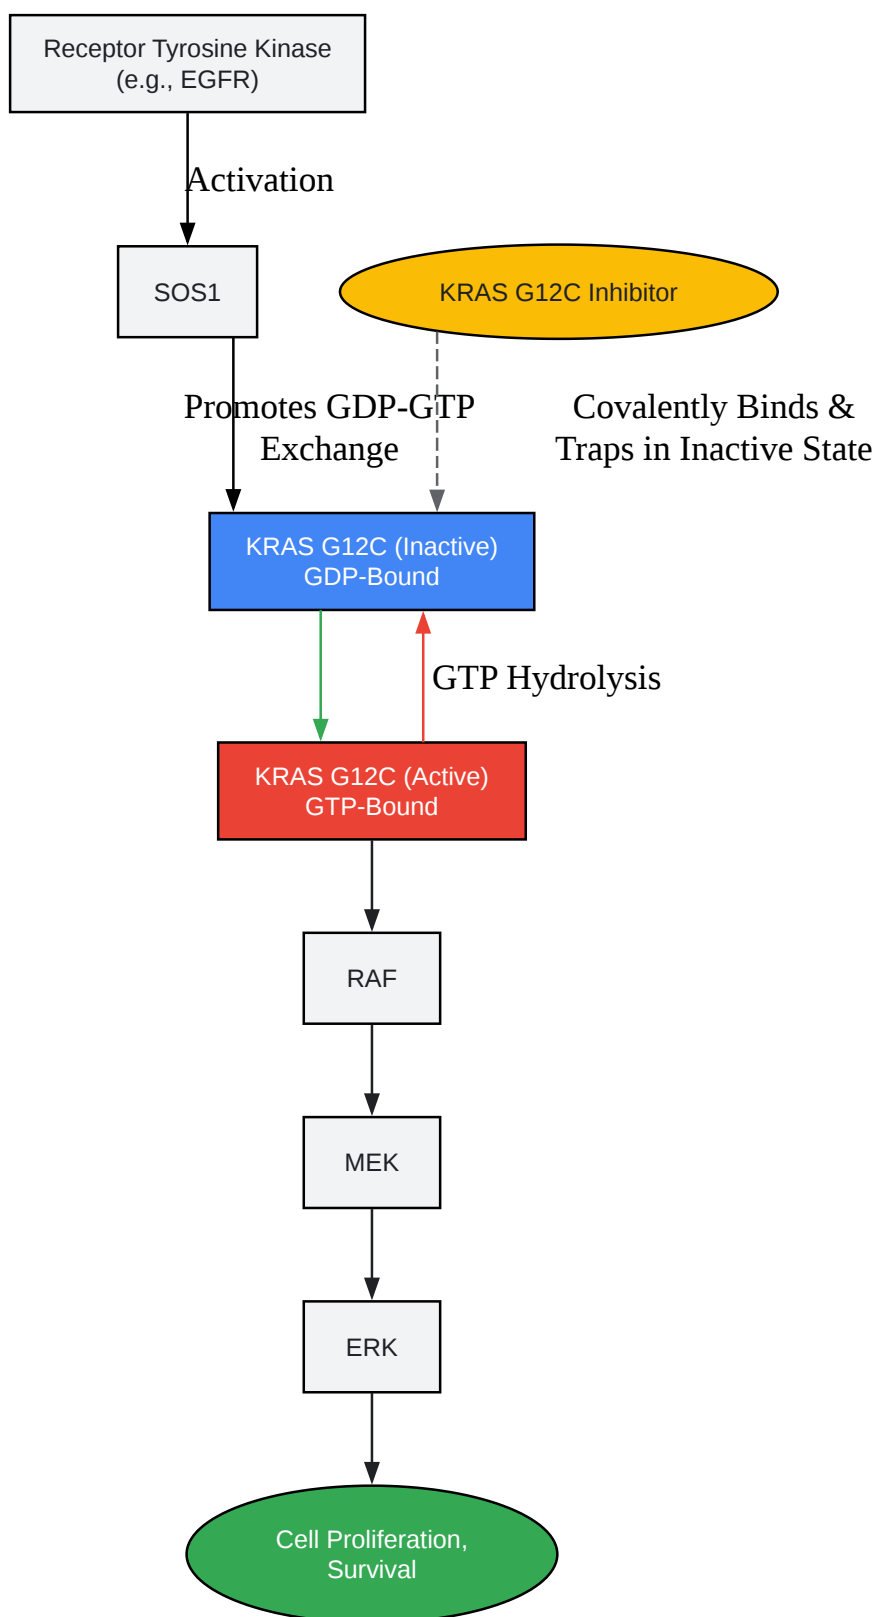 Receptor Tyrosine Kinase
(e.g., EGFR)
Activation
SOS1
KRAS G12C Inhibitor
Promotes GDP-GTP
Exchange
Covalently Binds &
Traps in Inactive State
KRAS G12C (Inactive)
GDP-Bound
GTP Hydrolysis
KRAS G12C (Active)
GTP-Bound
RAF
MEK
ERK
Cell Proliferation,
Survival